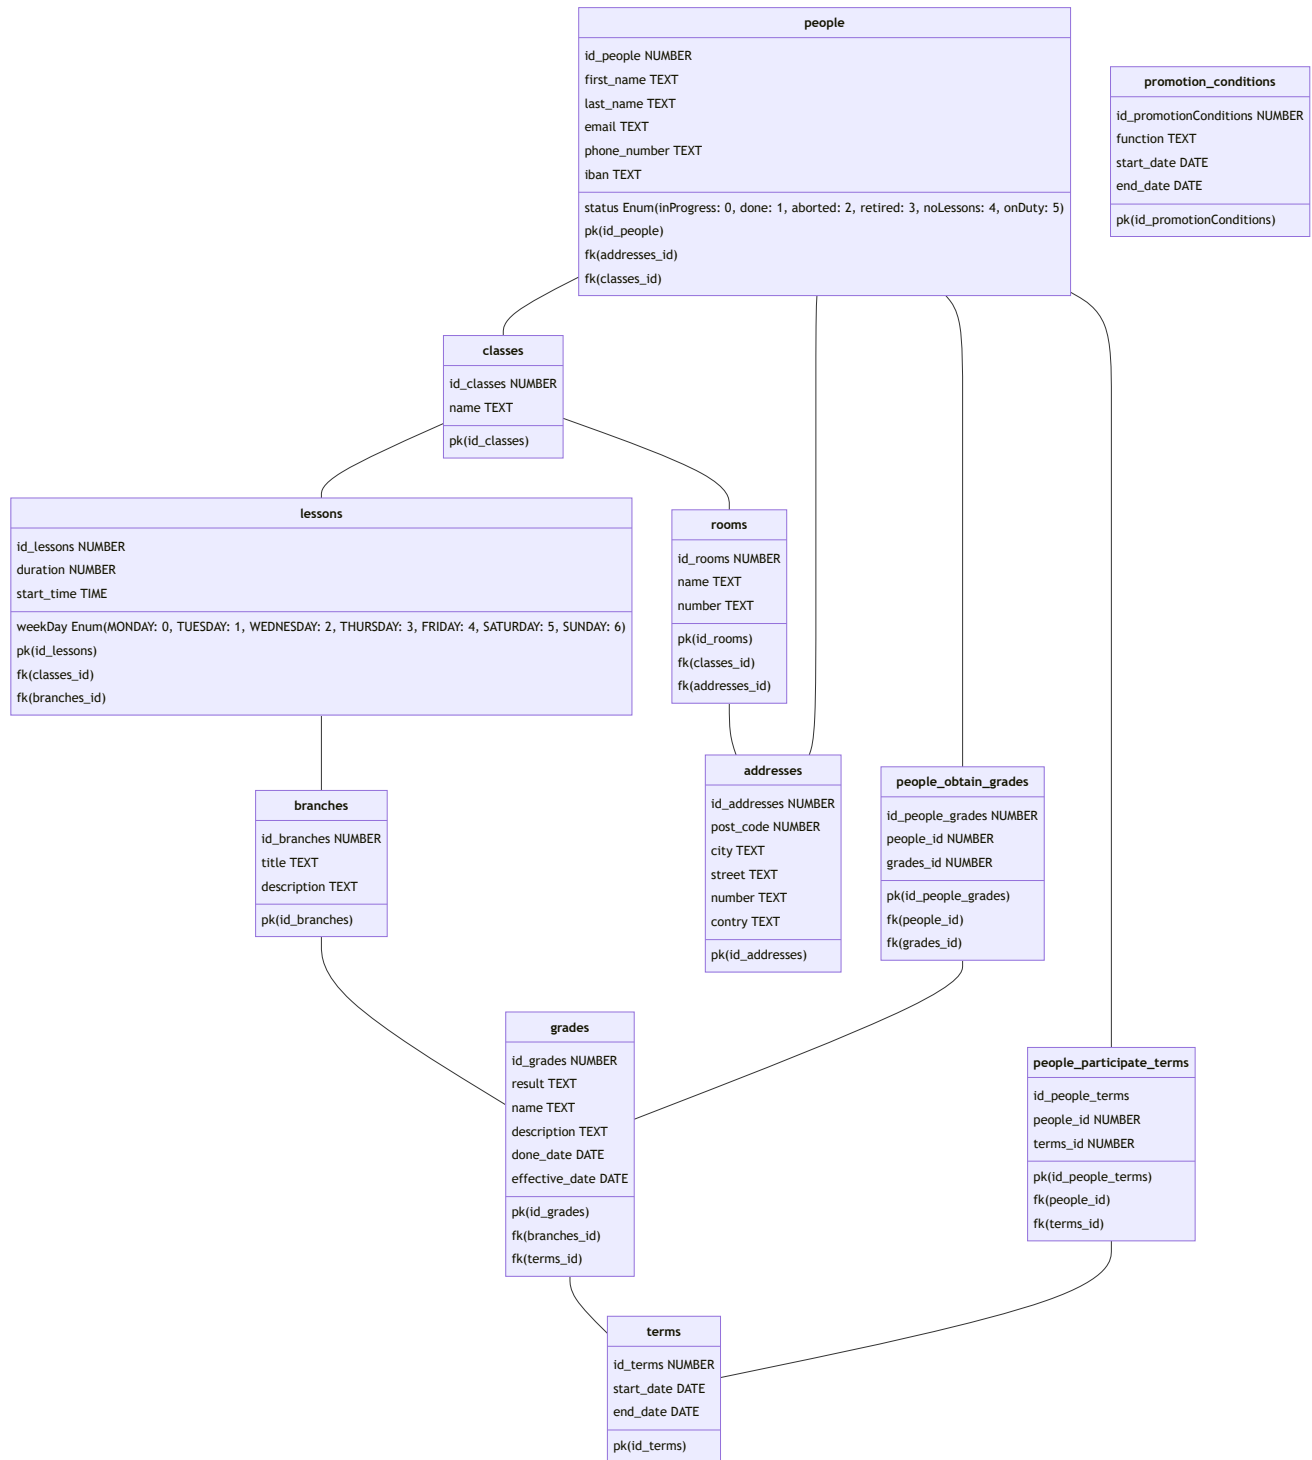 people
id_people NUMBER
first_name TEXT
last_name TEXT
email TEXT
phone_number TEXT
iban TEXT
status Enum(inProgress: 0, done: 1, aborted: 2, retired: 3, noLessons: 4, onDuty: 5)
pk(id_people)
fk(addresses_id)
fk(classes_id)
promotion_conditions
id_promotionConditions NUMBER
function TEXT
start_date DATE
end_date DATE
pk(id_promotionConditions)
classes
id_classes NUMBER
name TEXT
pk(id_classes)
lessons
id_lessons NUMBER
duration NUMBER
start_time TIME
weekDay Enum(MONDAY: 0, TUESDAY: 1, WEDNESDAY: 2, THURSDAY: 3, FRIDAY: 4, SATURDAY: 5, SUNDAY: 6)
pk(id_lessons)
fk(classes_id)
fk(branches_id)
rooms
id_rooms NUMBER
name TEXT
number TEXT
pk(id_rooms)
fk(classes_id)
fk(addresses_id)
branches
id_branches NUMBER
title TEXT
description TEXT
pk(id_branches)
addresses
id_addresses NUMBER
post_code NUMBER
city TEXT
street TEXT
number TEXT
contry TEXT
pk(id_addresses)
people_obtain_grades
id_people_grades NUMBER
people_id NUMBER
grades_id NUMBER
pk(id_people_grades)
fk(people_id)
fk(grades_id)
grades
id_grades NUMBER
result TEXT
name TEXT
description TEXT
done_date DATE
effective_date DATE
pk(id_grades)
fk(branches_id)
fk(terms_id)
people_participate_terms
id_people_terms
people_id NUMBER
terms_id NUMBER
pk(id_people_terms)
fk(people_id)
fk(terms_id)
terms
id_terms NUMBER
start_date DATE
end_date DATE
pk(id_terms)